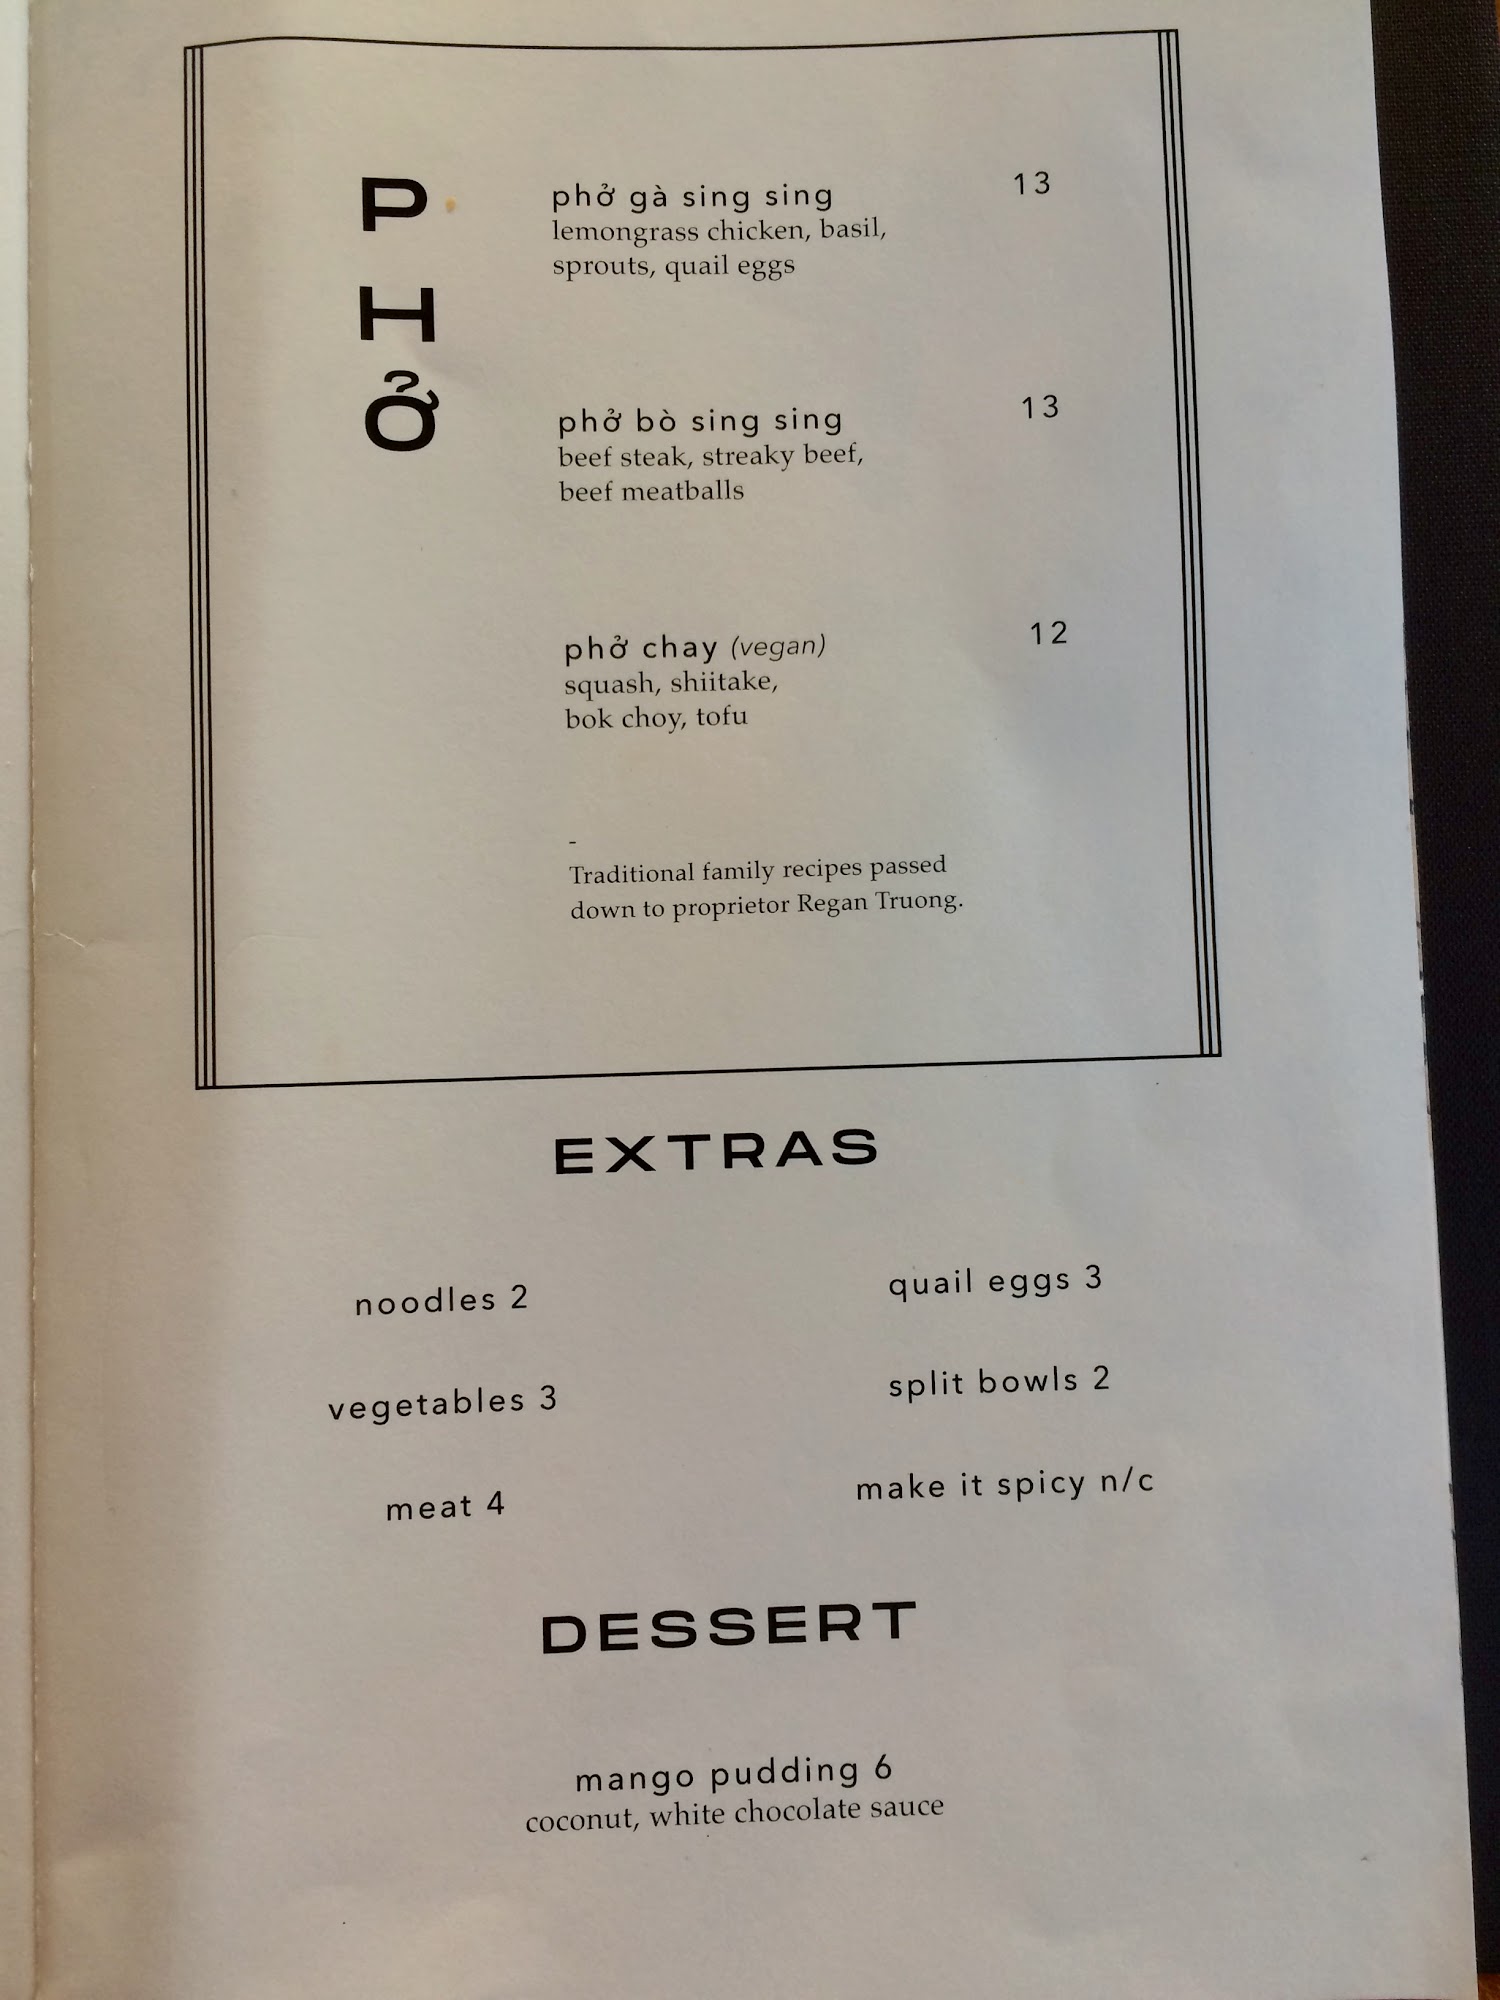 PHỞ
phở gà sing sing 13
lemongrass chicken, basil,
sprouts, quail eggs
phở bò sing sing 13
beef steak, streaky beef,
beef meatballs
phở chay (vegan) 12
squash, shiitake,
bok choy, tofu
-
Traditional family recipes passed
down to proprietor Regan Truong.
EXTRAS
noodles 2
vegetables 3
meat 4
quail eggs 3
split bowls 2
make it spicy n/c
DESSERT
mango pudding 6
coconut, white chocolate sauce